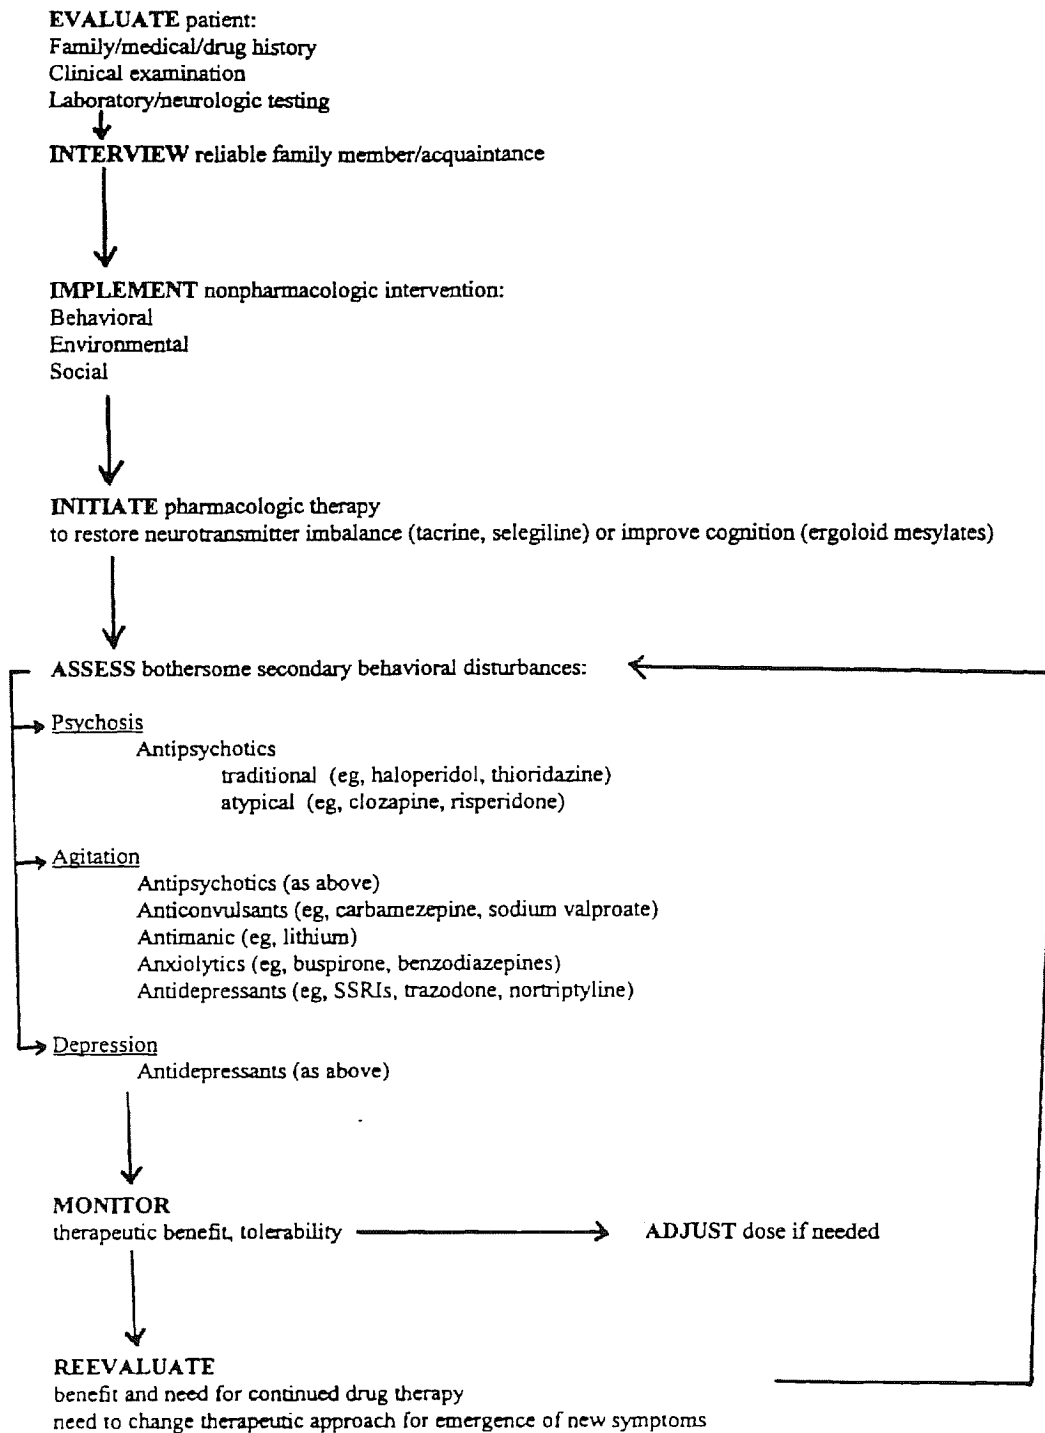 EVALUATE patient:
Family/medical/drug history
Clinical examination
Laboratory/neurologic testing
INTERVIEW reliable family member/acquaintance
IMPLEMENT nonpharmacologic intervention:
Behavioral
Environmental
Social
INITIATE pharmacologic therapy
to restore neurotransmitter imbalance (tacrine, selegiline) or improve cognition (ergoloid mesylates)
ASSESS bothersome secondary behavioral disturbances:
Psychosis
Antipsychotics
traditional (eg, haloperidol, thioridazine)
atypical (eg, clozapine, risperidone)
Agitation
Antipsychotics (as above)
Anticonvulsants (eg, carbamezepine, sodium valproate)
Antimanic (eg, lithium)
Anxiolytics (eg, buspirone, benzodiazepines)
Antidepressants (eg, SSRIs, trazodone, nortriptyline)
Depression
Antidepressants (as above)
MONITOR
therapeutic benefit, tolerability
ADJUST dose if needed
REEVALUATE
benefit and need for continued drug therapy
need to change therapeutic approach for emergence of new symptoms